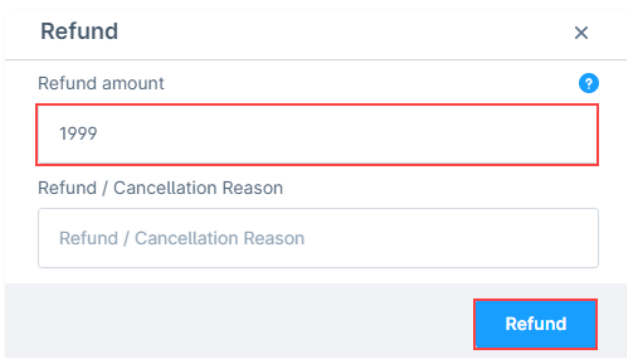 Refund ×
Refund amount ?
1999
Refund / Cancellation Reason
Refund / Cancellation Reason
Refund